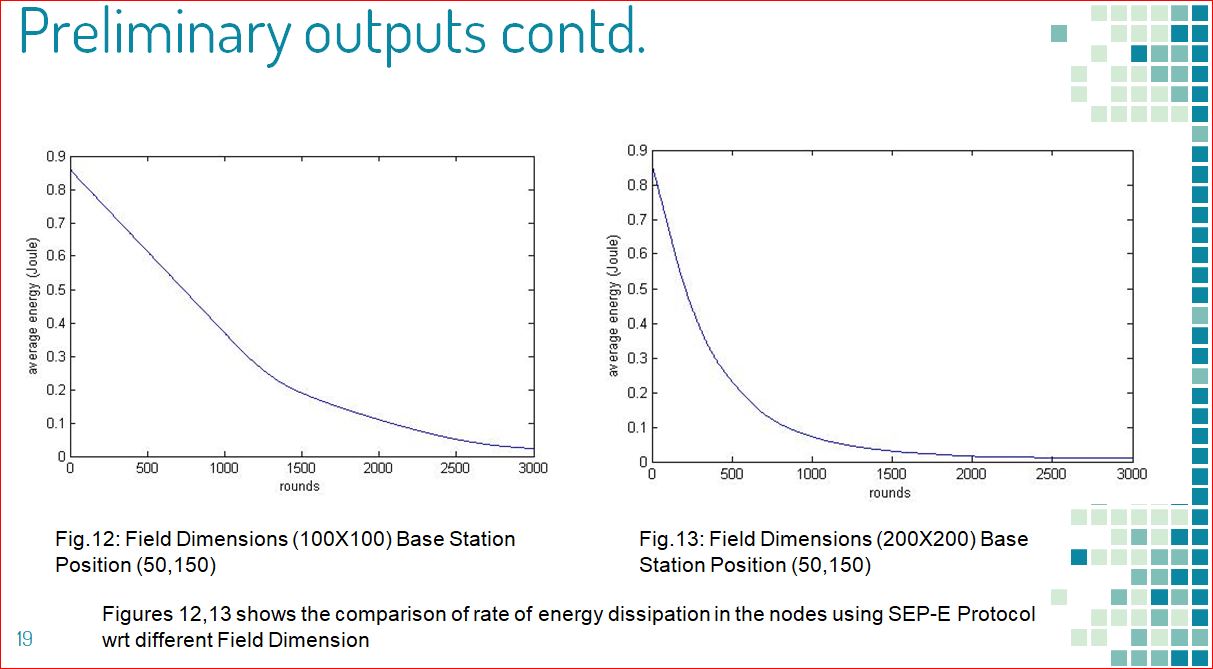 Preliminary outputs contd.
0.9
0.8
0.7
0.6
0.5
0.4
0.3
0.2
0.1
0
average energy (Joule)
0 500 1000 1500 2000 2500 3000
rounds
0.9
0.8
0.7
0.6
0.5
0.4
0.3
0.2
0.1
0
average energy (Joule)
0 500 1000 1500 2000 2500 3000
rounds
Fig.12: Field Dimensions (100X100) Base Station
Position (50,150)
Fig.13: Field Dimensions (200X200) Base
Station Position (50,150)
Figures 12,13 shows the comparison of rate of energy dissipation in the nodes using SEP-E Protocol
wrt different Field Dimension
19